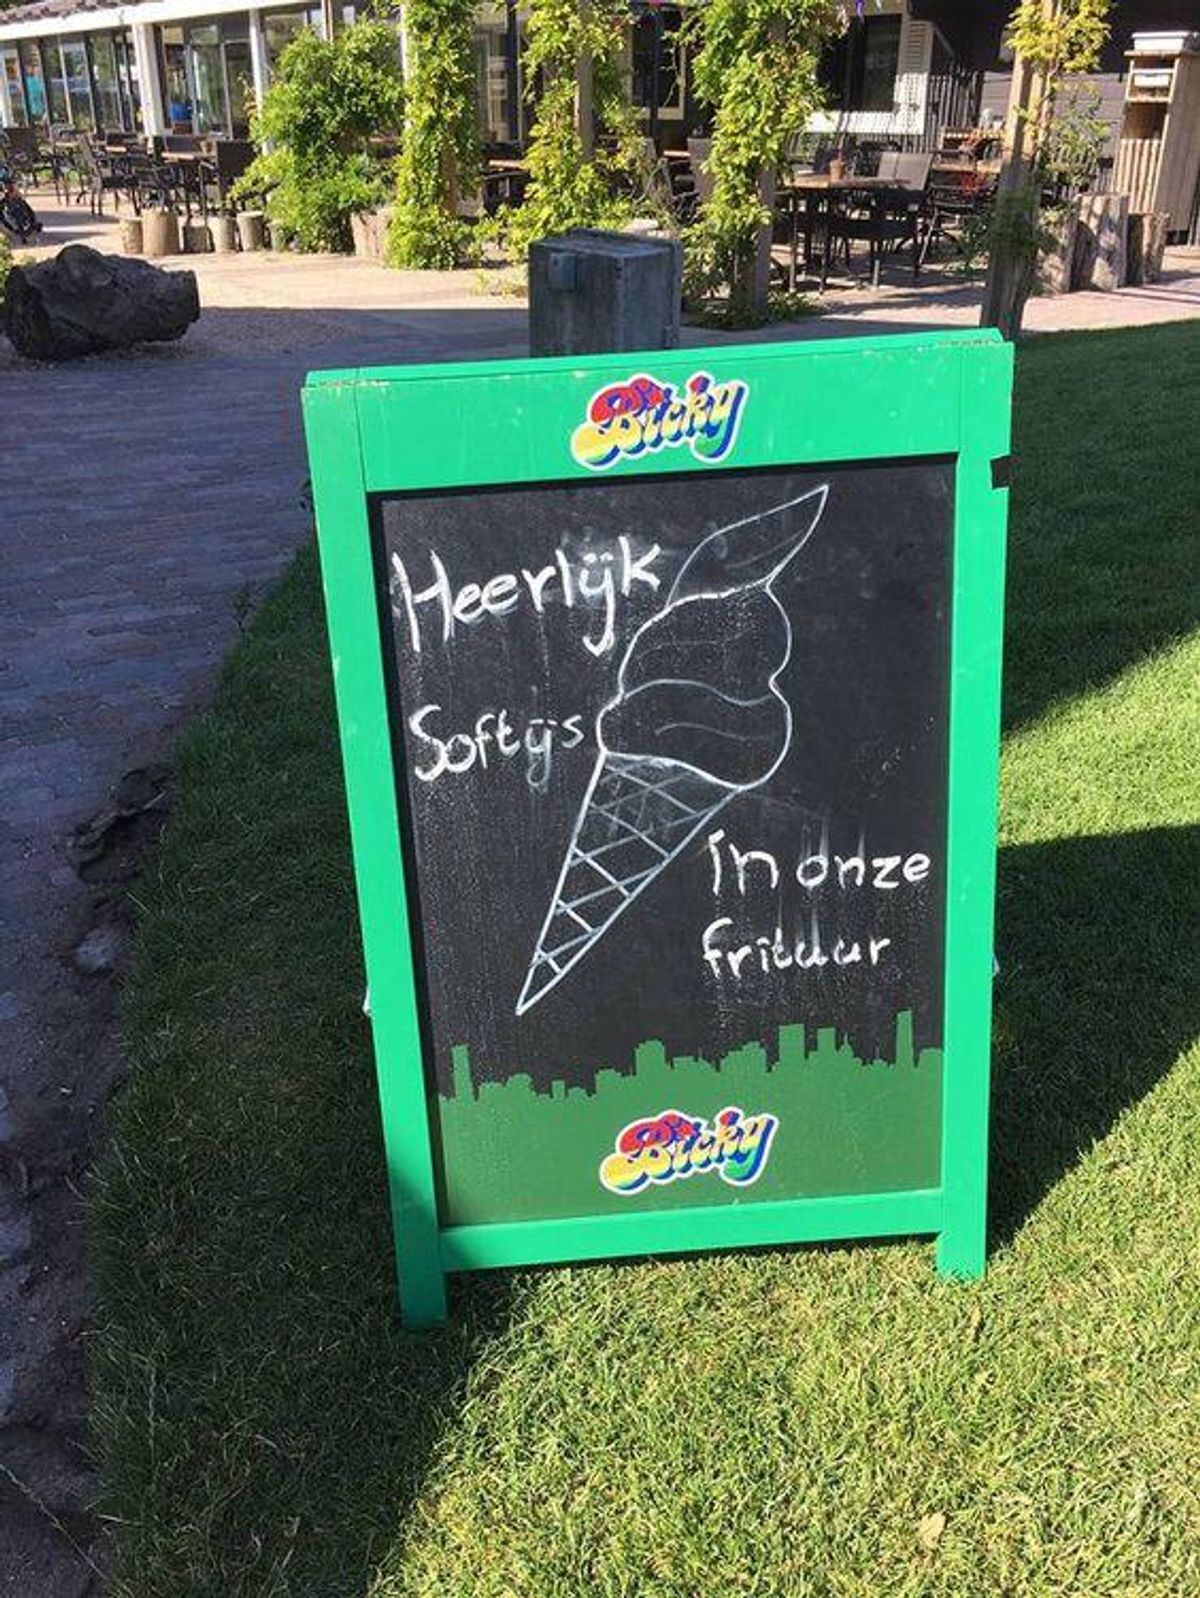 Bicky
Heerlijk
Softijs
In onze
frituur
Bicky